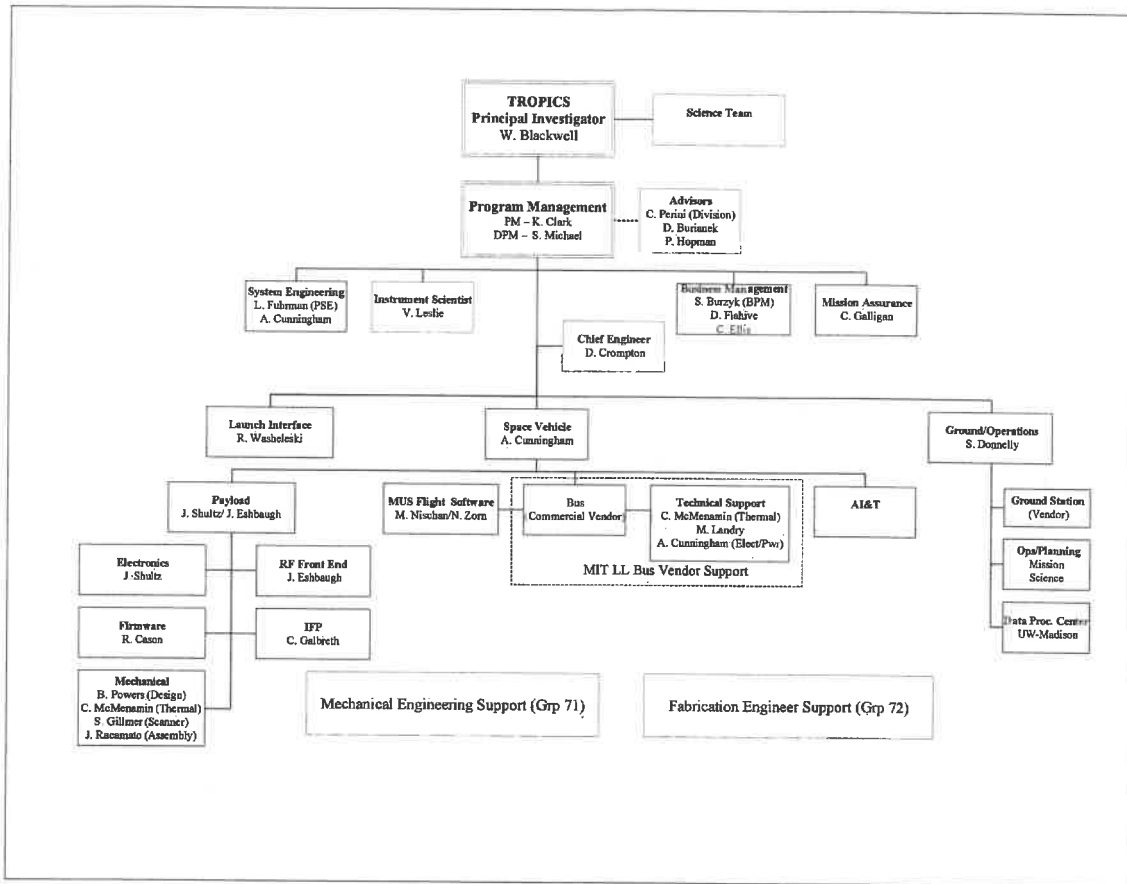 TROPICS
Principal Investigator
W. Blackwell
Science Team
Program Management
PM – K. Clark
DPM – S. Michael
Advisors
C. Perini (Division)
D. Burianek
P. Hopman
System Engineering
L. Fuhrman (PSE)
A. Cunningham
Instrument Scientist
V. Leslie
Business Management
S. Burzyk (BPM)
D. Flahive
C. Ellis
Mission Assurance
C. Galligan
Chief Engineer
D. Crompton
Launch Interface
R. Washeleski
Space Vehicle
A. Cunningham
Ground/Operations
S. Donnelly
Payload
J. Shultz/ J. Eshbaugh
MUS Flight Software
M. Nischan/N. Zorn
Bus
Commercial Vendor
Technical Support
C. McMenamin (Thermal)
M. Landry
A. Cunningham (Elect/Pwr)
MIT LL Bus Vendor Support
AI&T
Ground Station
(Vendor)
Ops/Planning
Mission
Science
Data Proc. Center
UW-Madison
Electronics
J. Shultz
RF Front End
J. Eshbaugh
Firmware
R. Cason
IFP
C. Galbreth
Mechanical
B. Powers (Design)
C. McMenamin (Thermal)
S. Gillmer (Scanner)
J. Racamato (Assembly)
Mechanical Engineering Support (Grp 71)
Fabrication Engineer Support (Grp 72)